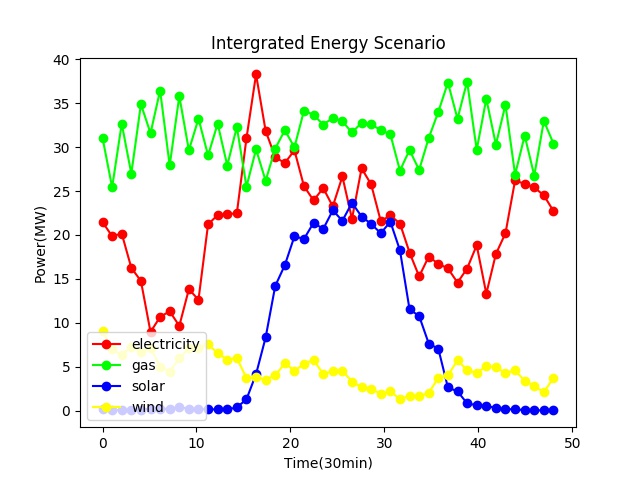 Intergrated Energy Scenario
Power(MW)
40
35
30
25
20
15
10
5
0
electricity
gas
solar
wind
0 10 20 30 40 50
Time(30min)